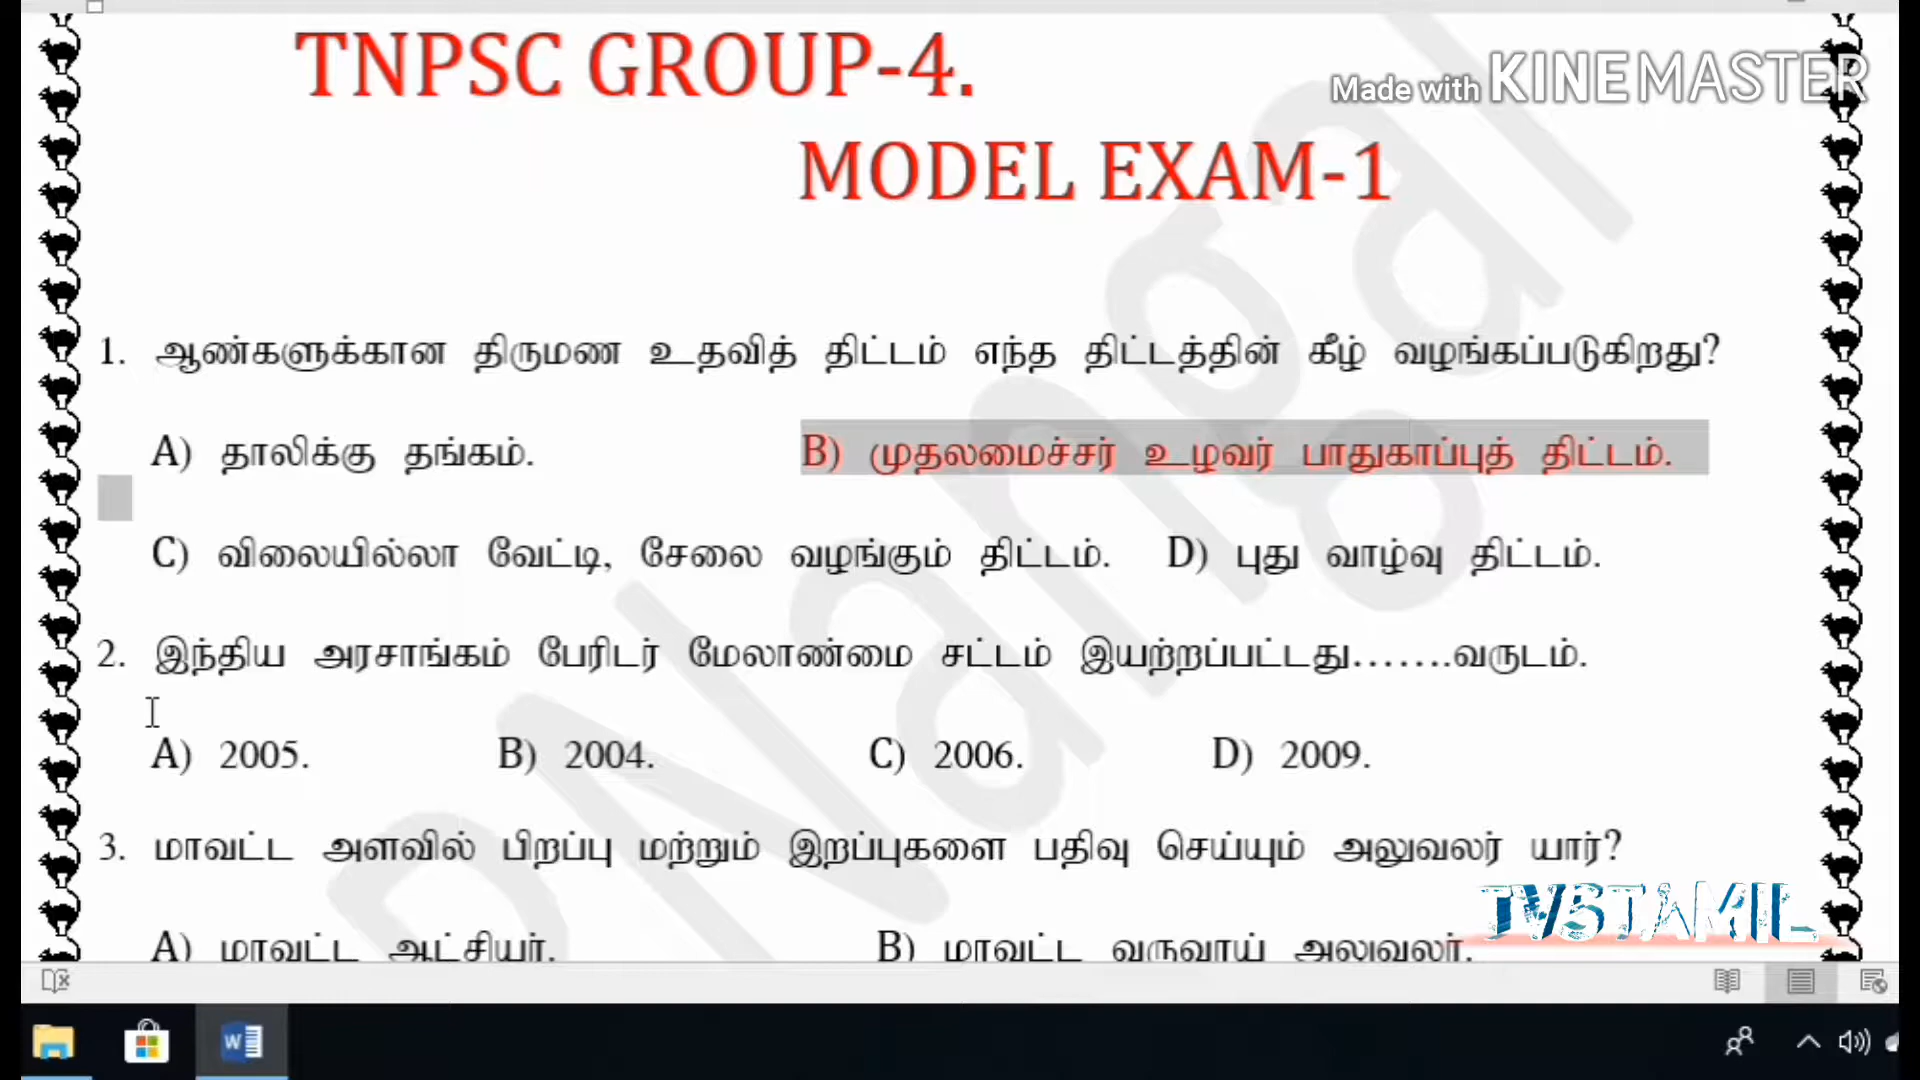 TNPSC GROUP-4.
Made with KINEMASTER
MODEL EXAM-1
1. ஆண்களுக்கான திருமண உதவித் திட்டம் எந்த திட்டத்தின் கீழ் வழங்கப்படுகிறது?
A) தாலிக்கு தங்கம். B) முதலமைச்சர் உழவர் பாதுகாப்புத் திட்டம்.
C) விலையில்லா வேட்டி, சேலை வழங்கும் திட்டம். D) புது வாழ்வு திட்டம்.
2. இந்திய அரசாங்கம் பேரிடர் மேலாண்மை சட்டம் இயற்றப்பட்டது.......வருடம்.
A) 2005. B) 2004. C) 2006. D) 2009.
3. மாவட்ட அளவில் பிறப்பு மற்றும் இறப்புகளை பதிவு செய்யும் அலுவலர் யார்?
TVSTAMIL
A) மாவட்ட ஆட்சியர். B) மாவட்ட வருவாய் அலுவலர்.